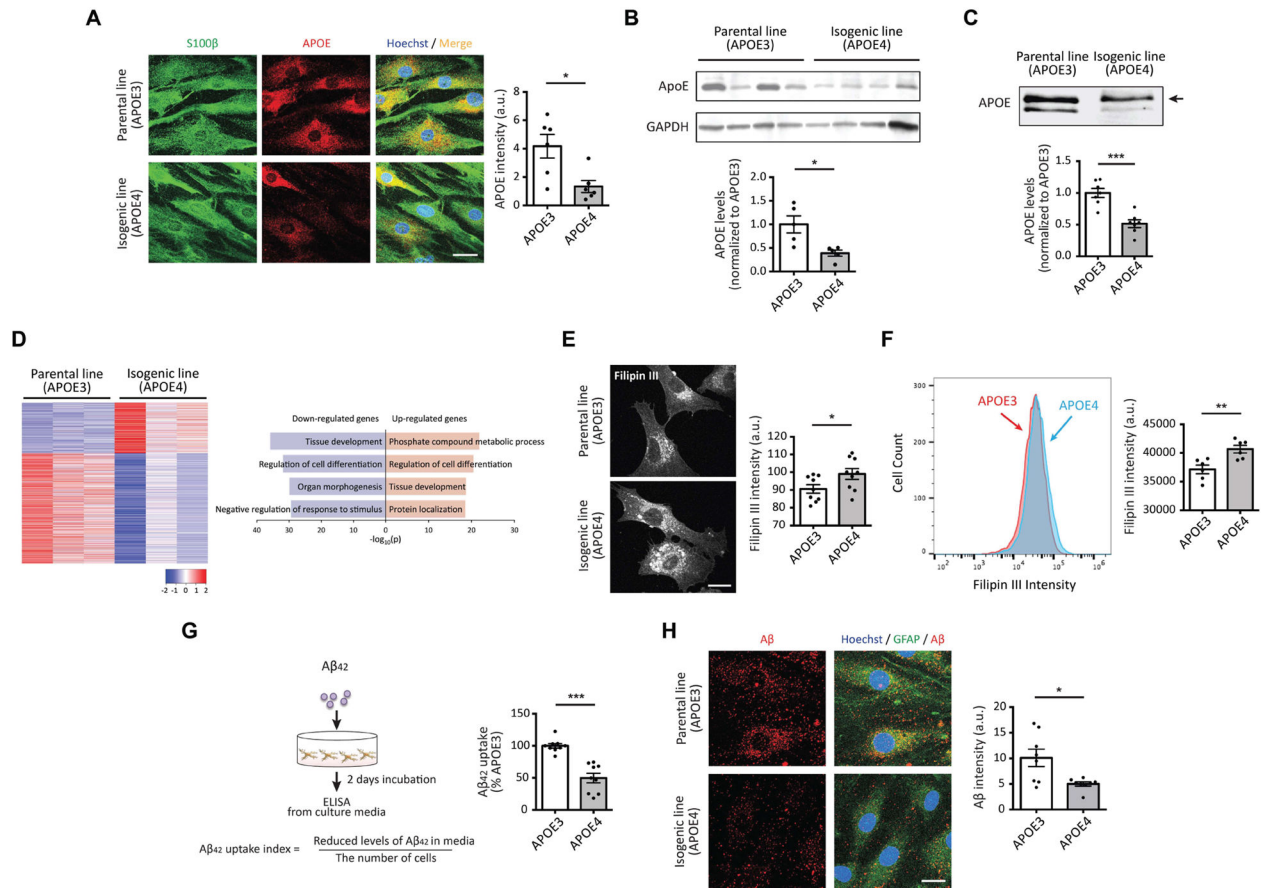 A
S100β
APOE
Hoechst / Merge
Parental line
(APOE3)
Isogenic line
(APOE4)
APOE intensity (a.u.)
8
6
4
2
0
*
APOE3
APOE4
B
Parental line
(APOE3)
Isogenic line
(APOE4)
ApoE
GAPDH
APOE levels
(normalized to APOE3)
2.0
1.5
1.0
0.5
0.0
*
APOE3
APOE4
C
Parental line
(APOE3)
Isogenic line
(APOE4)
APOE
APOE levels
(normalized to APOE3)
1.5
1.0
0.5
0.0
***
APOE3
APOE4
D
Parental line
(APOE3)
Isogenic line
(APOE4)
-2 -1 0 1 2
Down-regulated genes
Up-regulated genes
Tissue development
Phosphate compound metabolic process
Regulation of cell differentiation
Regulation of cell differentiation
Organ morphogenesis
Tissue development
Negative regulation of response to stimulus
Protein localization
40 30 20 10 0 10 20 30
-log10(p)
E
Filipin III
Parental line
(APOE3)
Isogenic line
(APOE4)
Filipin III intensity (a.u.)
120
110
100
90
80
70
*
APOE3
APOE4
F
Cell Count
300
200
100
0
APOE3
APOE4
10² 10³ 10⁴ 10⁵ 10⁶
Filipin III Intensity
Filipin III intensity (a.u.)
45000
40000
35000
30000
**
APOE3
APOE4
G
Aβ42
2 days incubation
ELISA
from culture media
Aβ42 uptake index =
Reduced levels of Aβ42 in media
The number of cells
Aβ42 uptake
(% APOE3)
150
100
50
0
***
APOE3
APOE4
H
Aβ
Hoechst / GFAP / Aβ
Parental line
(APOE3)
Isogenic line
(APOE4)
Aβ intensity (a.u.)
20
15
10
5
0
*
APOE3
APOE4